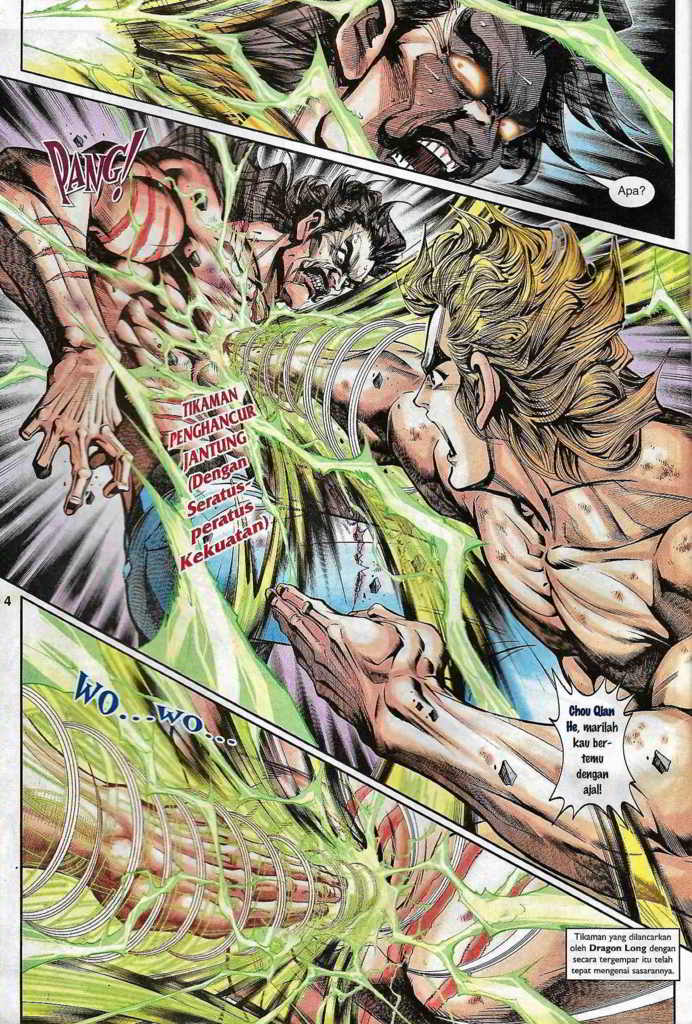 Apa?
PANG!
TIKAMAN
PENGHANCUR
JANTUNG
(Dengan
Seratus-
peratus
Kekuatan)
4
Chou Qian
He, marilah
kau ber-
temu
dengan
ajal!
WO...WO...
Tikaman yang dilancarkan
oleh Dragon Long dengan
secara tergempar itu telah
tepat mengenai sasarannya.